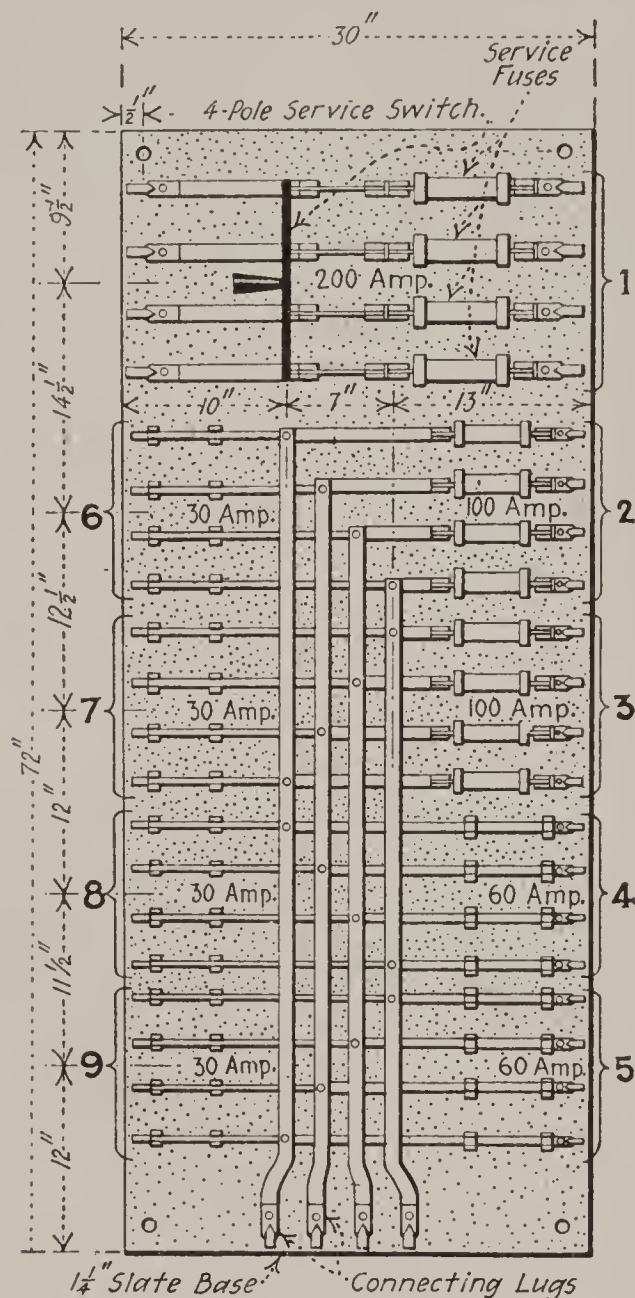 30"
Service
Fuses
1/2"
4-Pole Service Switch.
9 1/2"
200 Amp.
1
14 1/2"
10"
7"
13"
6
30 Amp.
100 Amp.
2
12 1/2"
7
30 Amp.
100 Amp.
3
72"
12"
8
30 Amp.
60 Amp.
4
11 1/2"
9
30 Amp.
60 Amp.
5
12"
1 1/4" Slate Base
Connecting Lugs